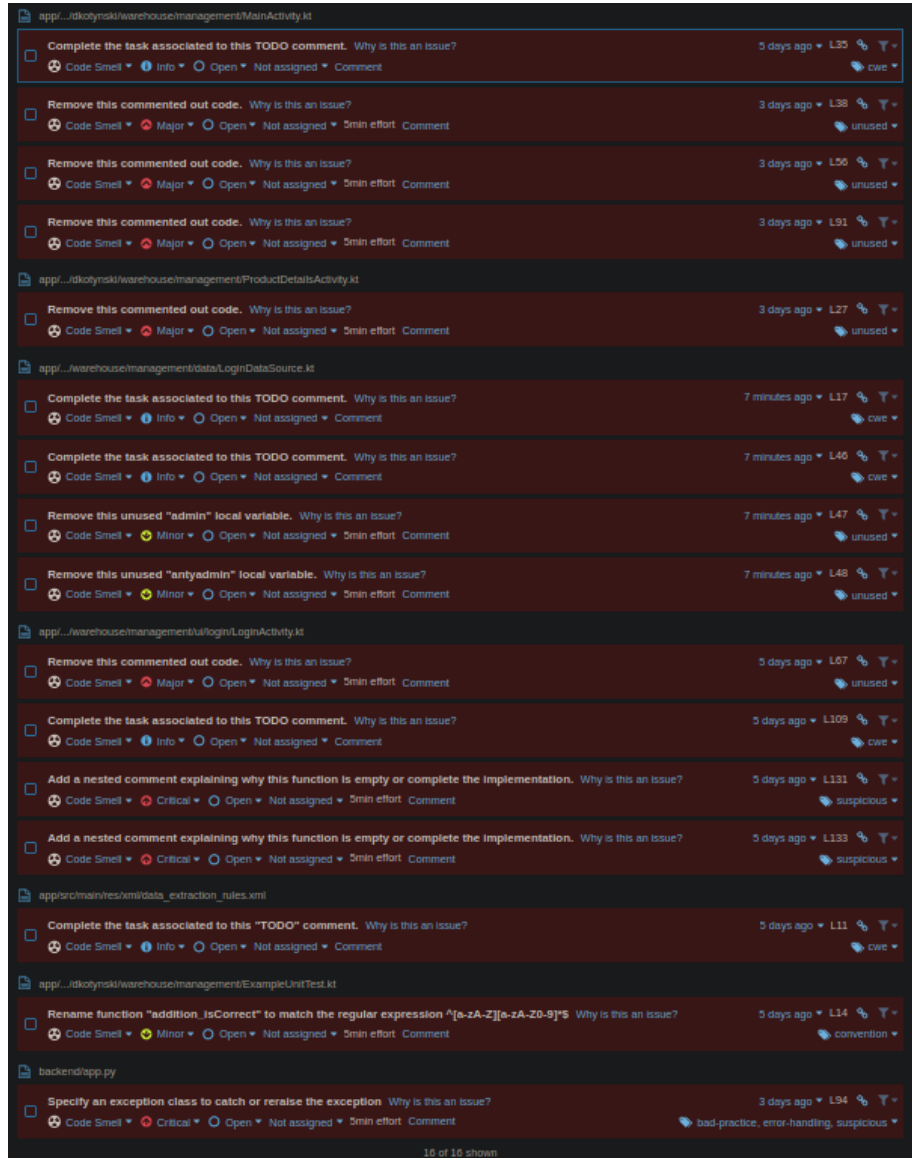 app/.../dkotynski/warehouse/management/MainActivity.kt
Complete the task associated to this TODO comment. Why is this an issue? 5 days ago L35
Code Smell Info Open Not assigned Comment cwe
Remove this commented out code. Why is this an issue? 3 days ago L38
Code Smell Major Open Not assigned 5min effort Comment unused
Remove this commented out code. Why is this an issue? 3 days ago L56
Code Smell Major Open Not assigned 5min effort Comment unused
Remove this commented out code. Why is this an issue? 3 days ago L91
Code Smell Major Open Not assigned 5min effort Comment unused
app/.../dkotynski/warehouse/management/ProductDetailsActivity.kt
Remove this commented out code. Why is this an issue? 3 days ago L27
Code Smell Major Open Not assigned 5min effort Comment unused
app/.../warehouse/management/data/LoginDataSource.kt
Complete the task associated to this TODO comment. Why is this an issue? 7 minutes ago L17
Code Smell Info Open Not assigned Comment cwe
Complete the task associated to this TODO comment. Why is this an issue? 7 minutes ago L46
Code Smell Info Open Not assigned Comment cwe
Remove this unused "admin" local variable. Why is this an issue? 7 minutes ago L47
Code Smell Minor Open Not assigned 5min effort Comment unused
Remove this unused "antyadmin" local variable. Why is this an issue? 7 minutes ago L48
Code Smell Minor Open Not assigned 5min effort Comment unused
app/.../warehouse/management/ui/login/LoginActivity.kt
Remove this commented out code. Why is this an issue? 5 days ago L67
Code Smell Major Open Not assigned 5min effort Comment unused
Complete the task associated to this TODO comment. Why is this an issue? 5 days ago L109
Code Smell Info Open Not assigned Comment cwe
Add a nested comment explaining why this function is empty or complete the implementation. Why is this an issue? 5 days ago L131
Code Smell Critical Open Not assigned 5min effort Comment suspicious
Add a nested comment explaining why this function is empty or complete the implementation. Why is this an issue? 5 days ago L133
Code Smell Critical Open Not assigned 5min effort Comment suspicious
app/src/main/res/xml/data_extraction_rules.xml
Complete the task associated to this "TODO" comment. Why is this an issue? 5 days ago L11
Code Smell Info Open Not assigned Comment cwe
app/.../dkotynski/warehouse/management/ExampleUnitTest.kt
Rename function "addition_isCorrect" to match the regular expression ^[a-zA-Z][a-zA-Z0-9]*$ Why is this an issue? 5 days ago L14
Code Smell Minor Open Not assigned 5min effort Comment convention
backend/app.py
Specify an exception class to catch or reraise the exception Why is this an issue? 3 days ago L94
Code Smell Critical Open Not assigned 5min effort Comment bad-practice, error-handling, suspicious
16 of 16 shown